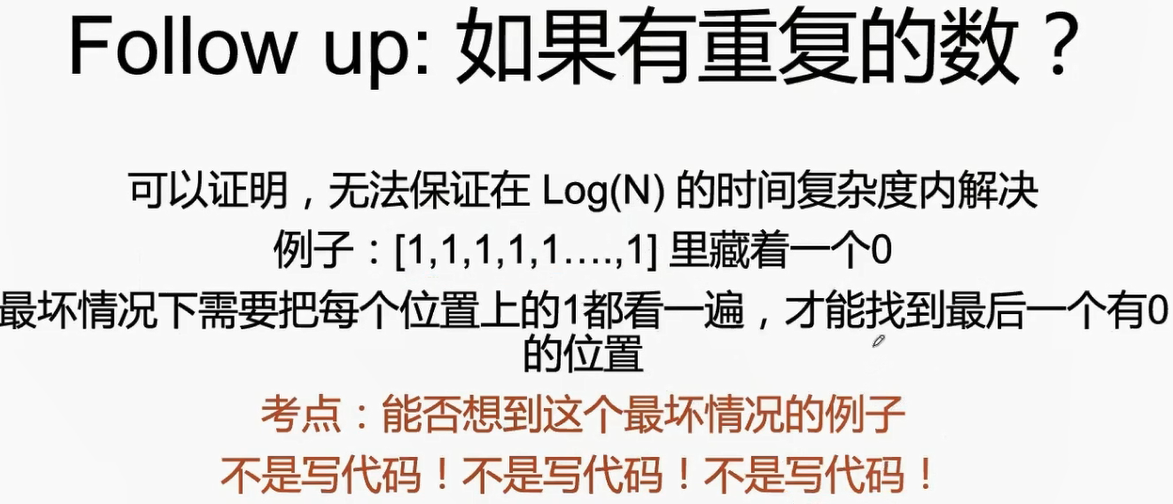 Follow up: 如果有重复的数？
可以证明，无法保证在 Log(N) 的时间复杂度内解决
例子：[1,1,1,1,1….,1] 里藏着一个0
最坏情况下需要把每个位置上的1都看一遍，才能找到最后一个有0
的位置
考点：能否想到这个最坏情况的例子
不是写代码！不是写代码！不是写代码！